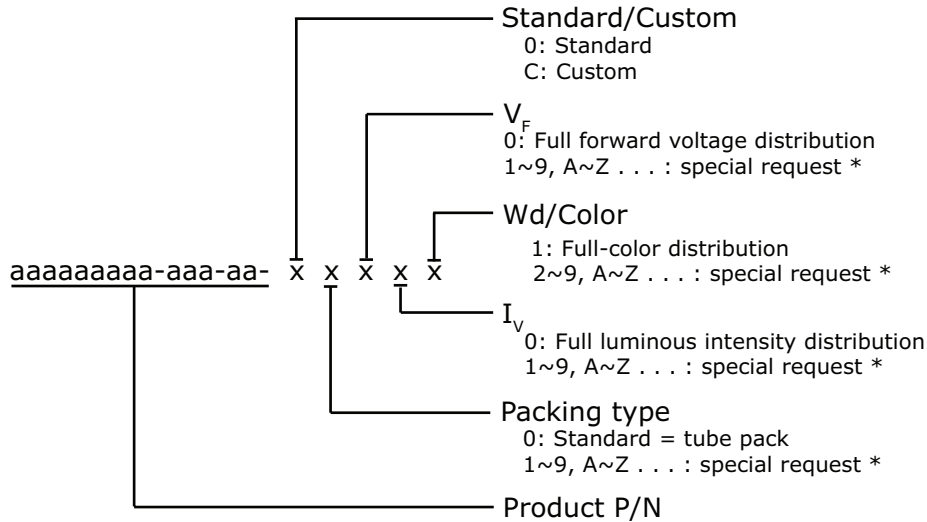 Standard/Custom
0: Standard
C: Custom
VF
0: Full forward voltage distribution
1~9, A~Z . . . : special request *
Wd/Color
1: Full-color distribution
2~9, A~Z . . . : special request *
aaaaaaaaa-aaa-aa- x x x x x
IV
0: Full luminous intensity distribution
1~9, A~Z . . . : special request *
Packing type
0: Standard = tube pack
1~9, A~Z . . . : special request *
Product P/N